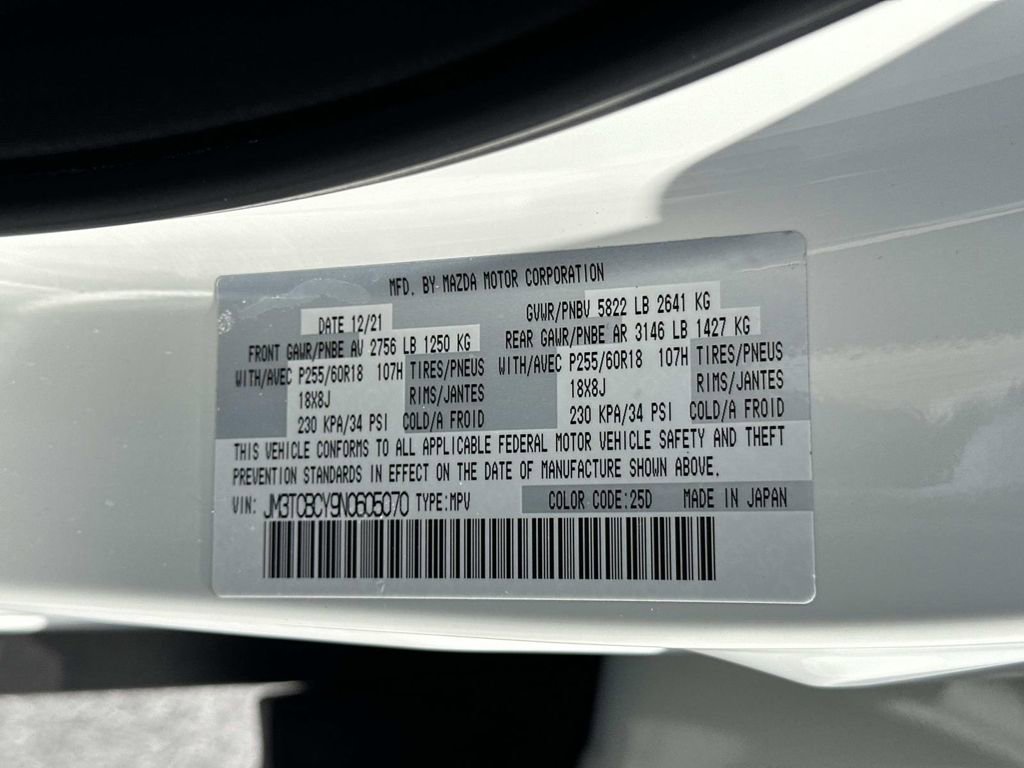 MFD. BY MAZDA MOTOR CORPORATION
DATE 12/21 GVWR/PNBV 5822 LB 2641 KG
FRONT GAWR/PNBE AV 2756 LB 1250 KG REAR GAWR/PNBE AR 3146 LB 1427 KG
WITH/AVEC P255/60R18 107H TIRES/PNEUS WITH/AVEC P255/60R18 107H TIRES/PNEUS
18X8J RIMS/JANTES 18X8J RIMS/JANTES
230 KPA/34 PSI COLD/A FROID 230 KPA/34 PSI COLD/A FROID
THIS VEHICLE CONFORMS TO ALL APPLICABLE FEDERAL MOTOR VEHICLE SAFETY AND THEFT
PREVENTION STANDARDS IN EFFECT ON THE DATE OF MANUFACTURE SHOWN ABOVE.
VIN: JM3TCBCY9N0605070 TYPE:MPV COLOR CODE:25D MADE IN JAPAN